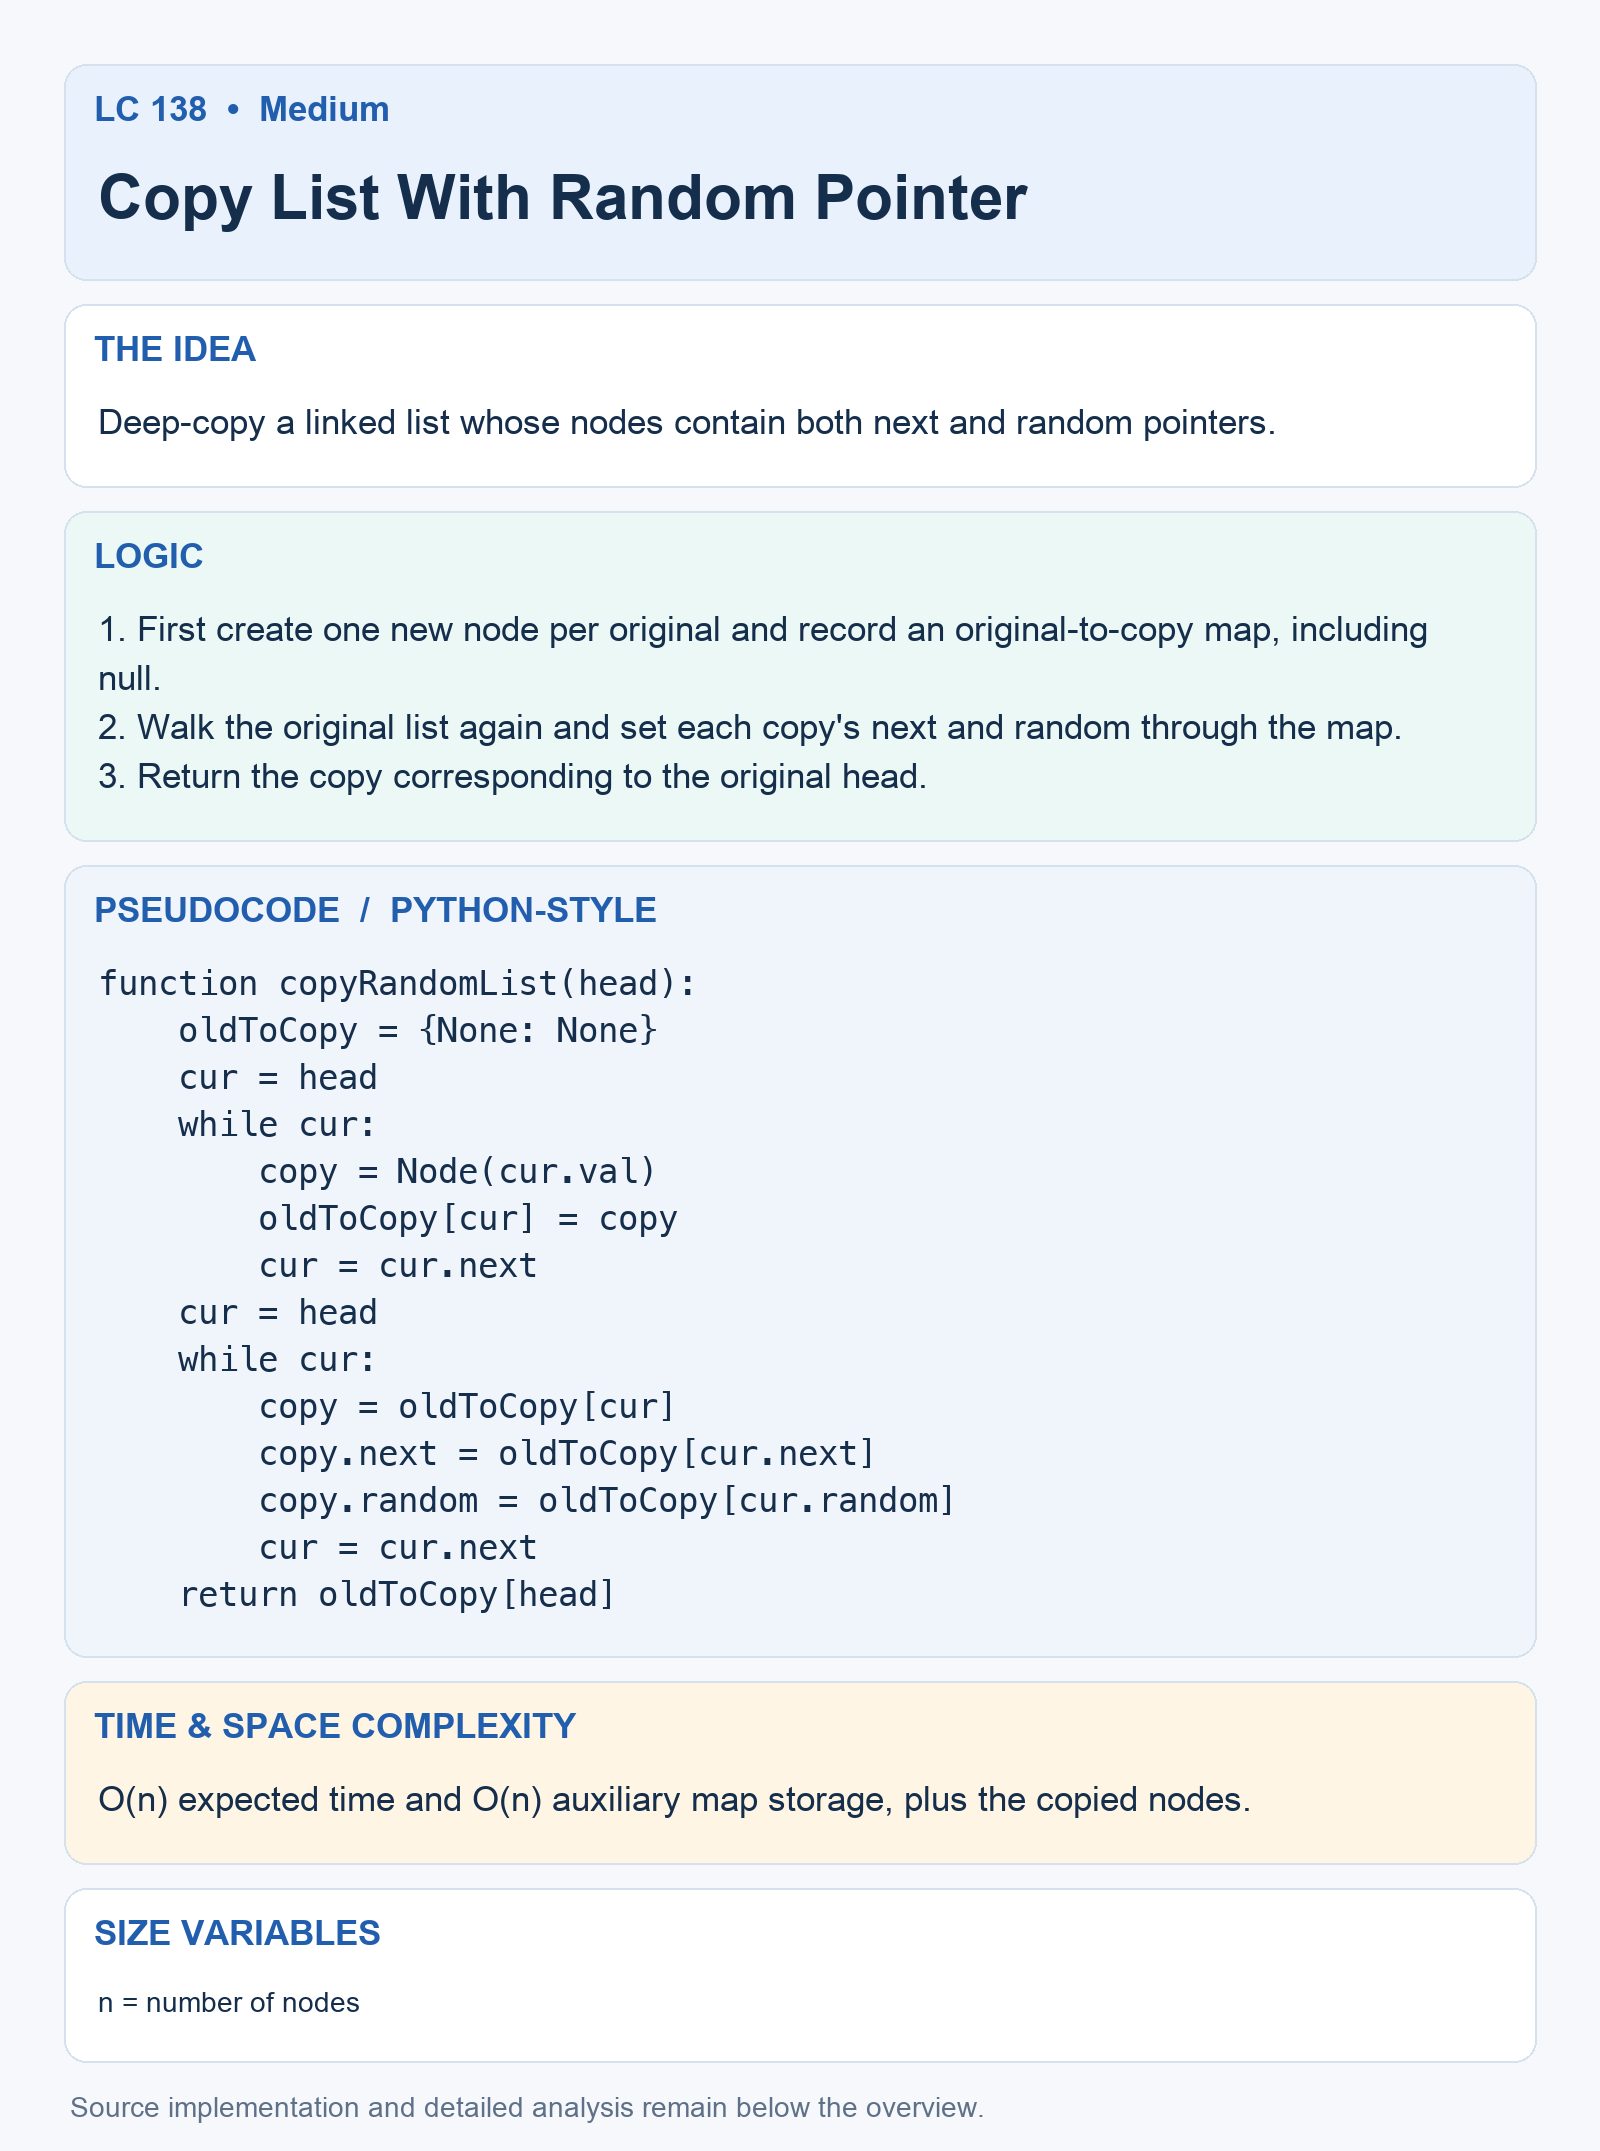 LC 138 • Medium
Copy List With Random Pointer
THE IDEA
Deep-copy a linked list whose nodes contain both next and random pointers.
LOGIC
1. First create one new node per original and record an original-to-copy map, including
null.
2. Walk the original list again and set each copy's next and random through the map.
3. Return the copy corresponding to the original head.
PSEUDOCODE / PYTHON-STYLE
function copyRandomList(head):
    oldToCopy = {None: None}
    cur = head
    while cur:
        copy = Node(cur.val)
        oldToCopy[cur] = copy
        cur = cur.next
    cur = head
    while cur:
        copy = oldToCopy[cur]
        copy.next = oldToCopy[cur.next]
        copy.random = oldToCopy[cur.random]
        cur = cur.next
    return oldToCopy[head]
TIME & SPACE COMPLEXITY
O(n) expected time and O(n) auxiliary map storage, plus the copied nodes.
SIZE VARIABLES
n = number of nodes
Source implementation and detailed analysis remain below the overview.